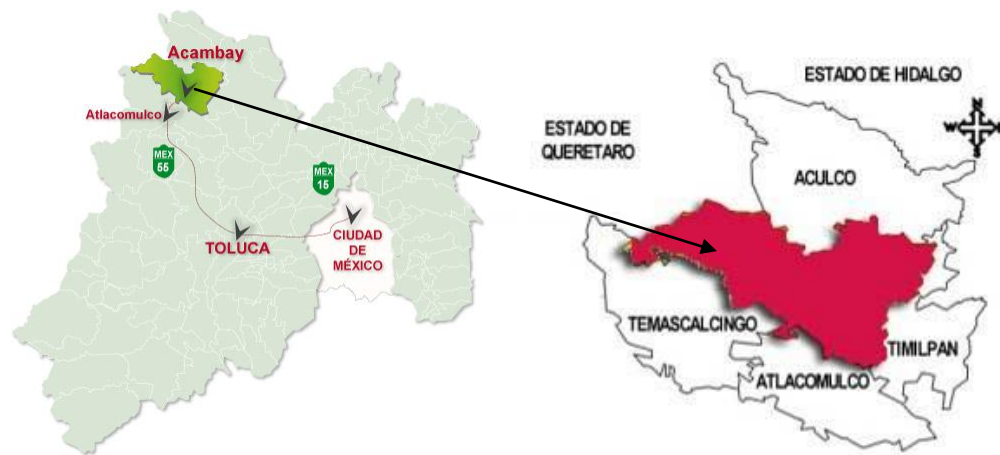 Acambay
Atlacomulco
MEX
55
MEX
15
TOLUCA
CIUDAD
DE
MÉXICO
ESTADO DE HIDALGO
N
W
E
S
ESTADO DE
QUERETARO
ACULCO
TEMASCALCINGO
TIMILPAN
ATLACOMULCO